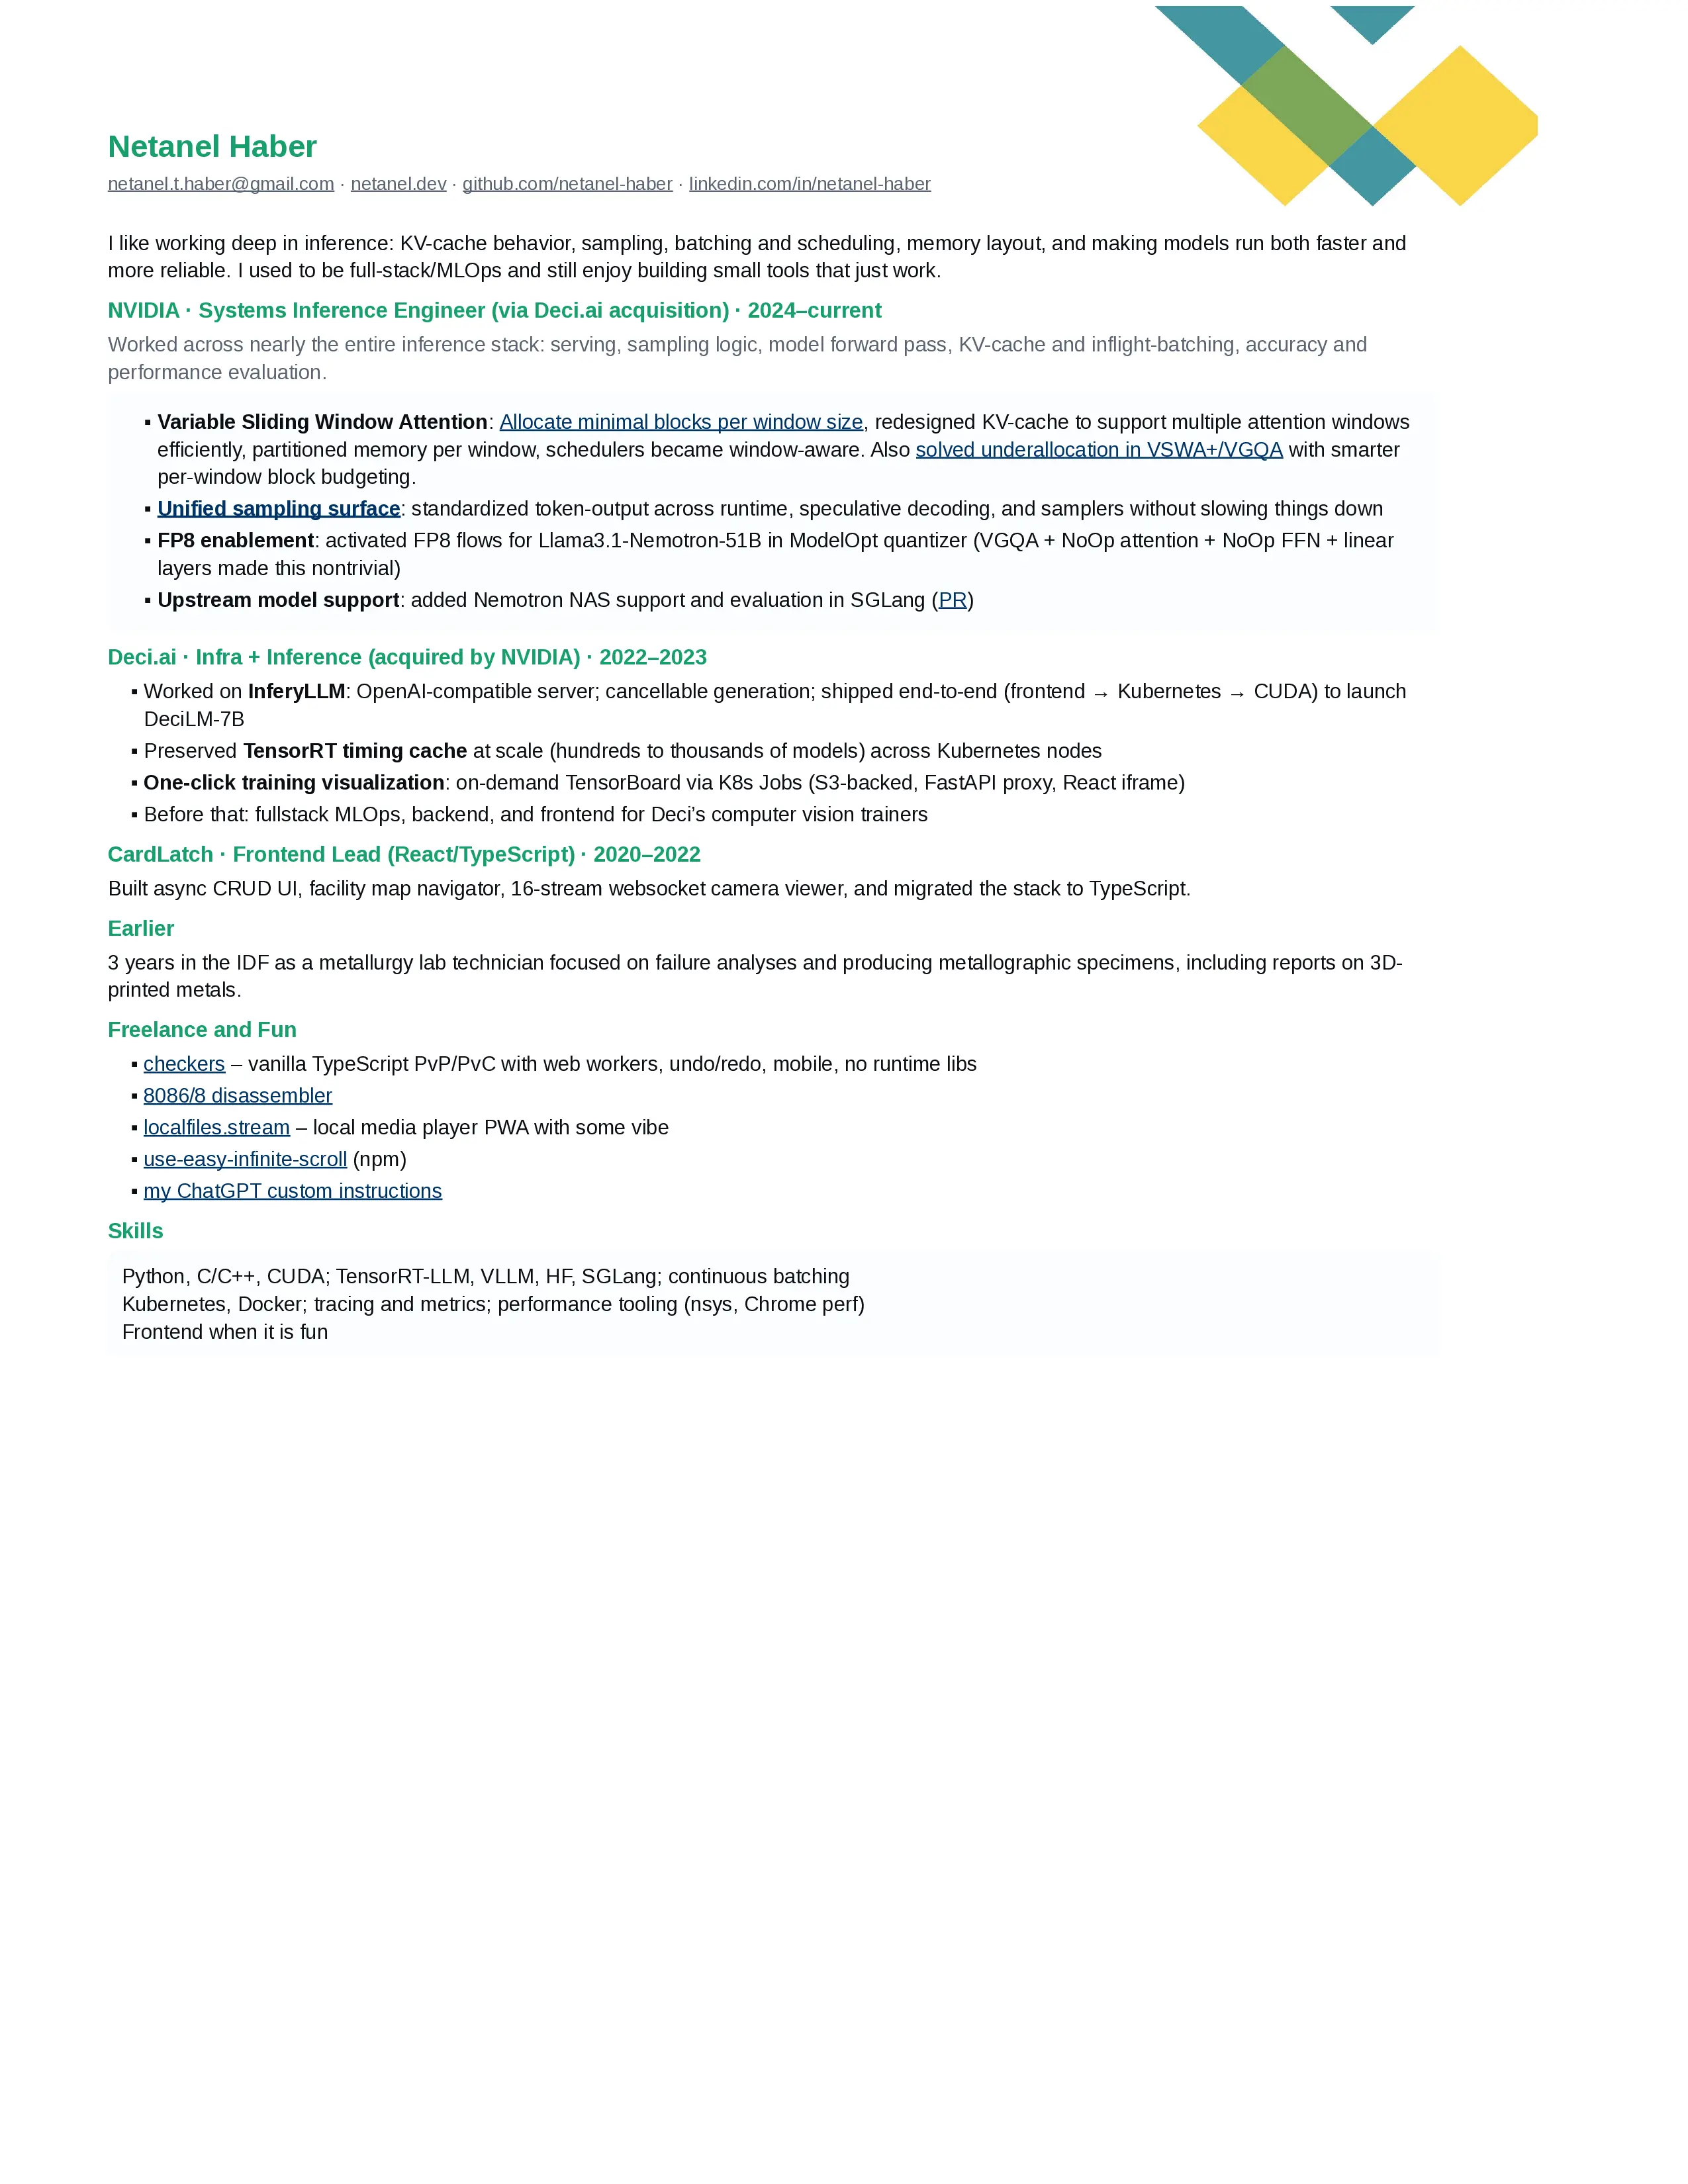 Netanel Haber
netanel.t.haber@gmail.com · netanel.dev · github.com/netanel-haber · linkedin.com/in/netanel-haber
I like working deep in inference: KV-cache behavior, sampling, batching and scheduling, memory layout, and making models run both faster and
more reliable. I used to be full-stack/MLOps and still enjoy building small tools that just work.
NVIDIA · Systems Inference Engineer (via Deci.ai acquisition) · 2024–current
Worked across nearly the entire inference stack: serving, sampling logic, model forward pass, KV-cache and inflight-batching, accuracy and
performance evaluation.
▪ Variable Sliding Window Attention: Allocate minimal blocks per window size, redesigned KV-cache to support multiple attention windows
efficiently, partitioned memory per window, schedulers became window-aware. Also solved underallocation in VSWA+/VGQA with smarter
per-window block budgeting.
▪ Unified sampling surface: standardized token-output across runtime, speculative decoding, and samplers without slowing things down
▪ FP8 enablement: activated FP8 flows for Llama3.1-Nemotron-51B in ModelOpt quantizer (VGQA + NoOp attention + NoOp FFN + linear
layers made this nontrivial)
▪ Upstream model support: added Nemotron NAS support and evaluation in SGLang (PR)
Deci.ai · Infra + Inference (acquired by NVIDIA) · 2022–2023
▪ Worked on InferyLLM: OpenAI-compatible server; cancellable generation; shipped end-to-end (frontend → Kubernetes → CUDA) to launch
DeciLM-7B
▪ Preserved TensorRT timing cache at scale (hundreds to thousands of models) across Kubernetes nodes
▪ One-click training visualization: on-demand TensorBoard via K8s Jobs (S3-backed, FastAPI proxy, React iframe)
▪ Before that: fullstack MLOps, backend, and frontend for Deci’s computer vision trainers
CardLatch · Frontend Lead (React/TypeScript) · 2020–2022
Built async CRUD UI, facility map navigator, 16-stream websocket camera viewer, and migrated the stack to TypeScript.
Earlier
3 years in the IDF as a metallurgy lab technician focused on failure analyses and producing metallographic specimens, including reports on 3D-
printed metals.
Freelance and Fun
▪ checkers – vanilla TypeScript PvP/PvC with web workers, undo/redo, mobile, no runtime libs
▪ 8086/8 disassembler
▪ localfiles.stream – local media player PWA with some vibe
▪ use-easy-infinite-scroll (npm)
▪ my ChatGPT custom instructions
Skills
Python, C/C++, CUDA; TensorRT-LLM, VLLM, HF, SGLang; continuous batching
Kubernetes, Docker; tracing and metrics; performance tooling (nsys, Chrome perf)
Frontend when it is fun